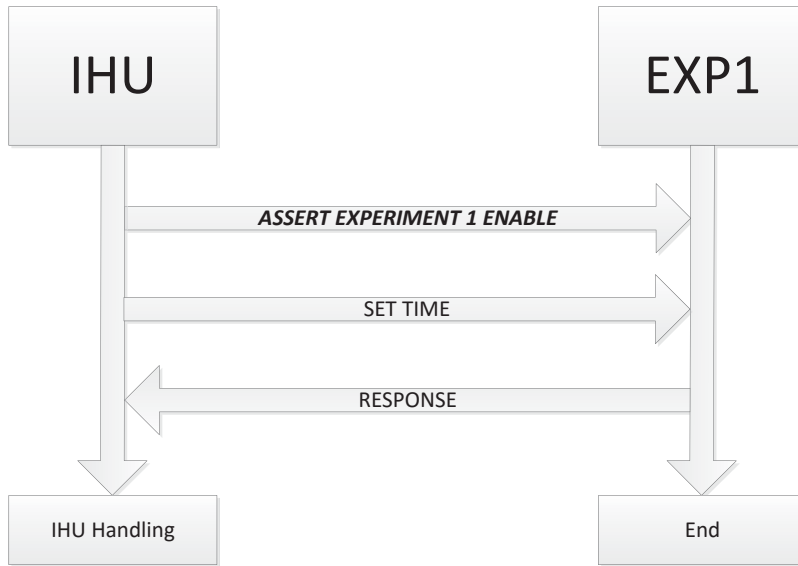 IHU
EXP1
ASSERT EXPERIMENT 1 ENABLE
SET TIME
RESPONSE
IHU Handling
End